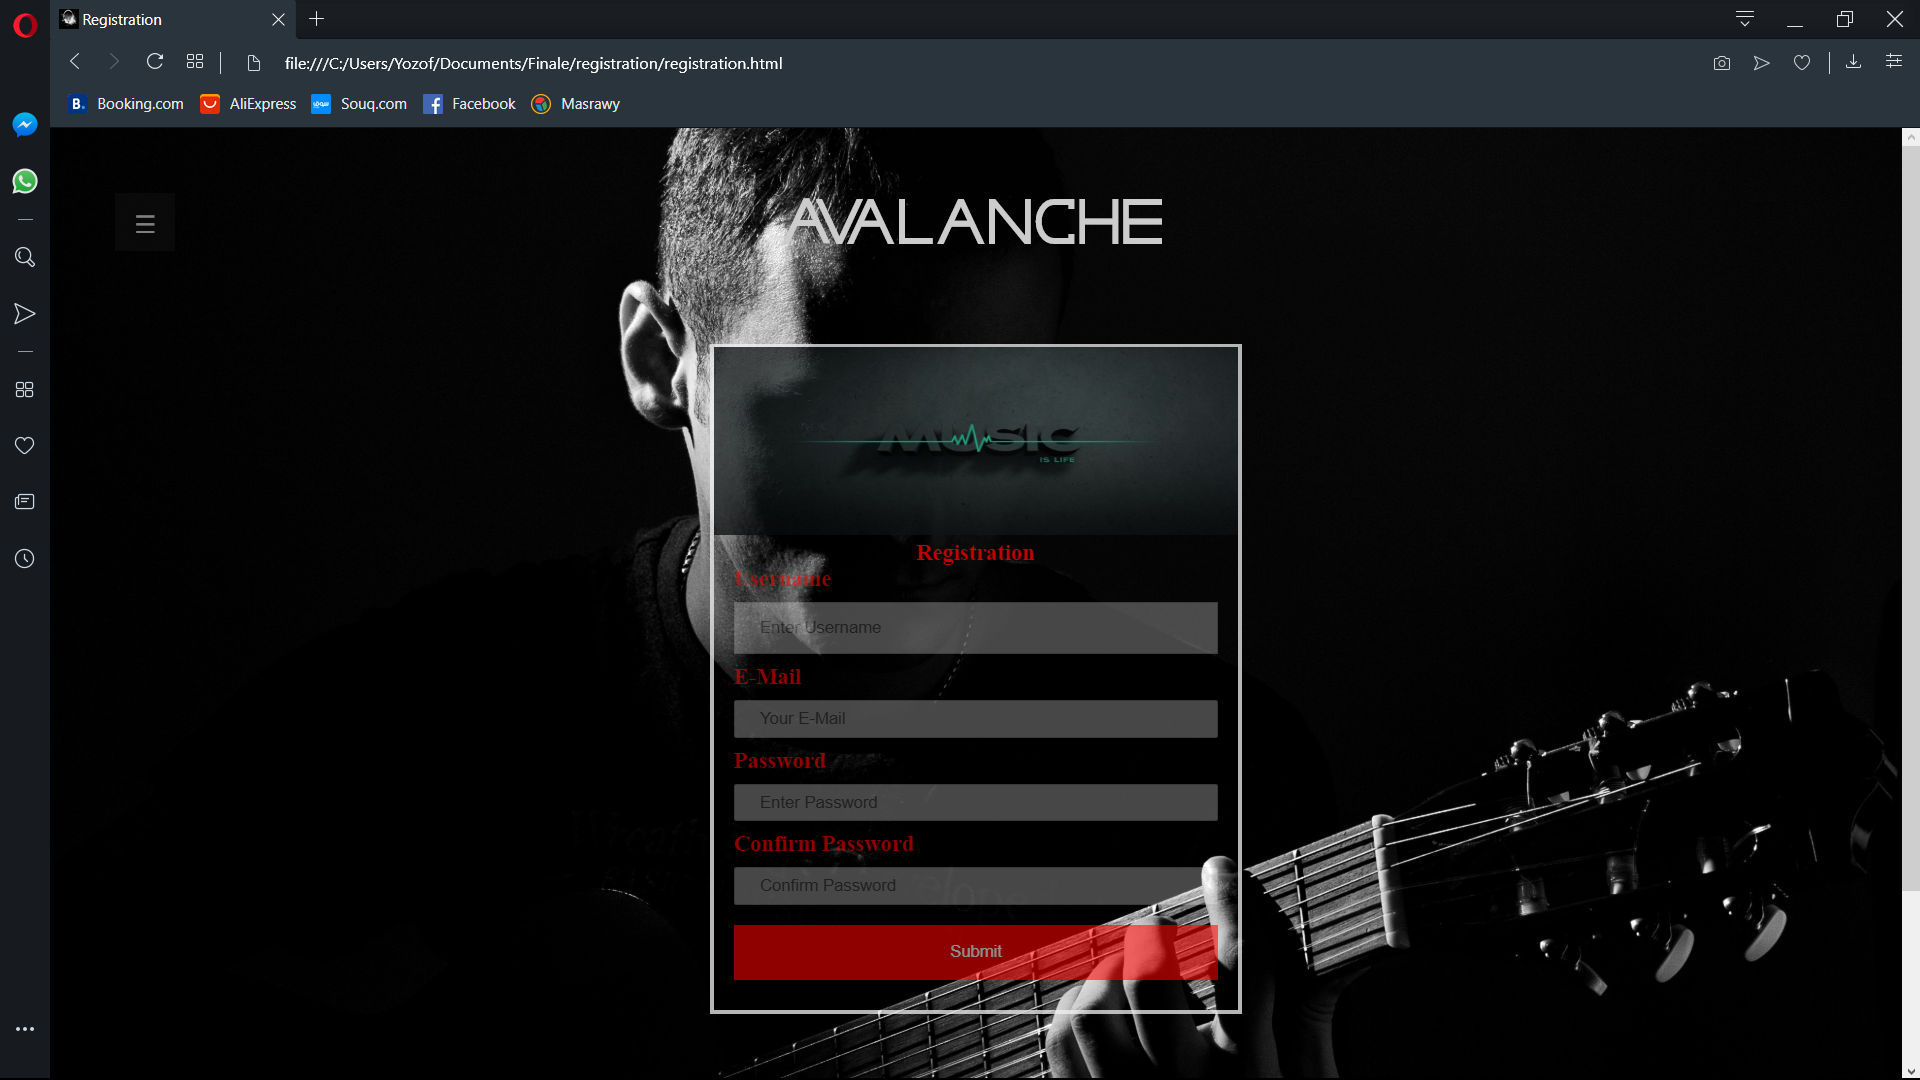 Registration
file:///C:/Users/Yozof/Documents/Finale/registration/registration.html
B. Booking.com AliExpress Souq.com Facebook Masrawy
AVALANCHE
MUSIC
IS LIFE
Registration
Username
Enter Username
E-Mail
Your E-Mail
Password
Enter Password
Confirm Password
Confirm Password
Submit